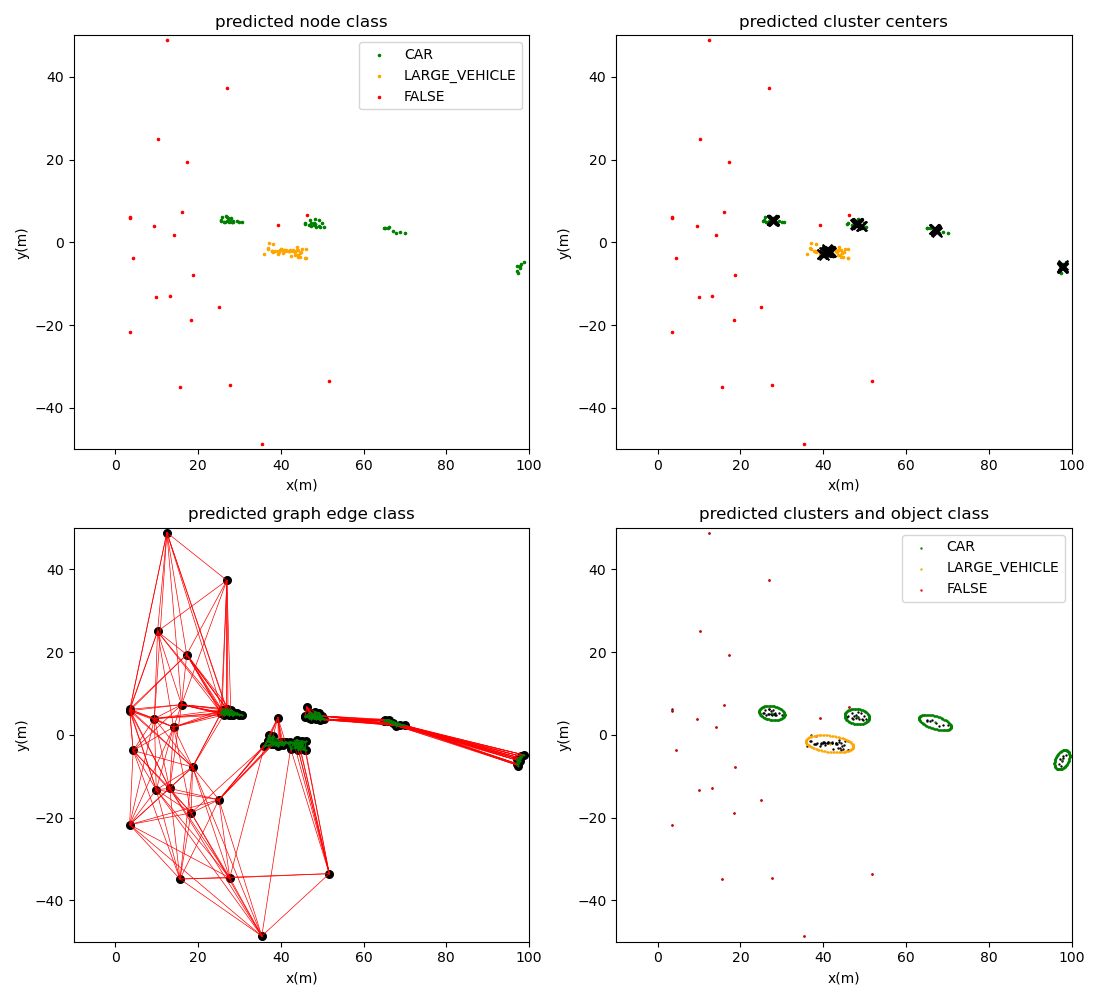 predicted node class
CAR
LARGE_VEHICLE
FALSE
y(m)
40
20
0
−20
−40
0 20 40 60 80 100
x(m)
predicted cluster centers
y(m)
40
20
0
−20
−40
0 20 40 60 80 100
x(m)
predicted graph edge class
y(m)
40
20
0
−20
−40
0 20 40 60 80 100
x(m)
predicted clusters and object class
CAR
LARGE_VEHICLE
FALSE
y(m)
40
20
0
−20
−40
0 20 40 60 80 100
x(m)